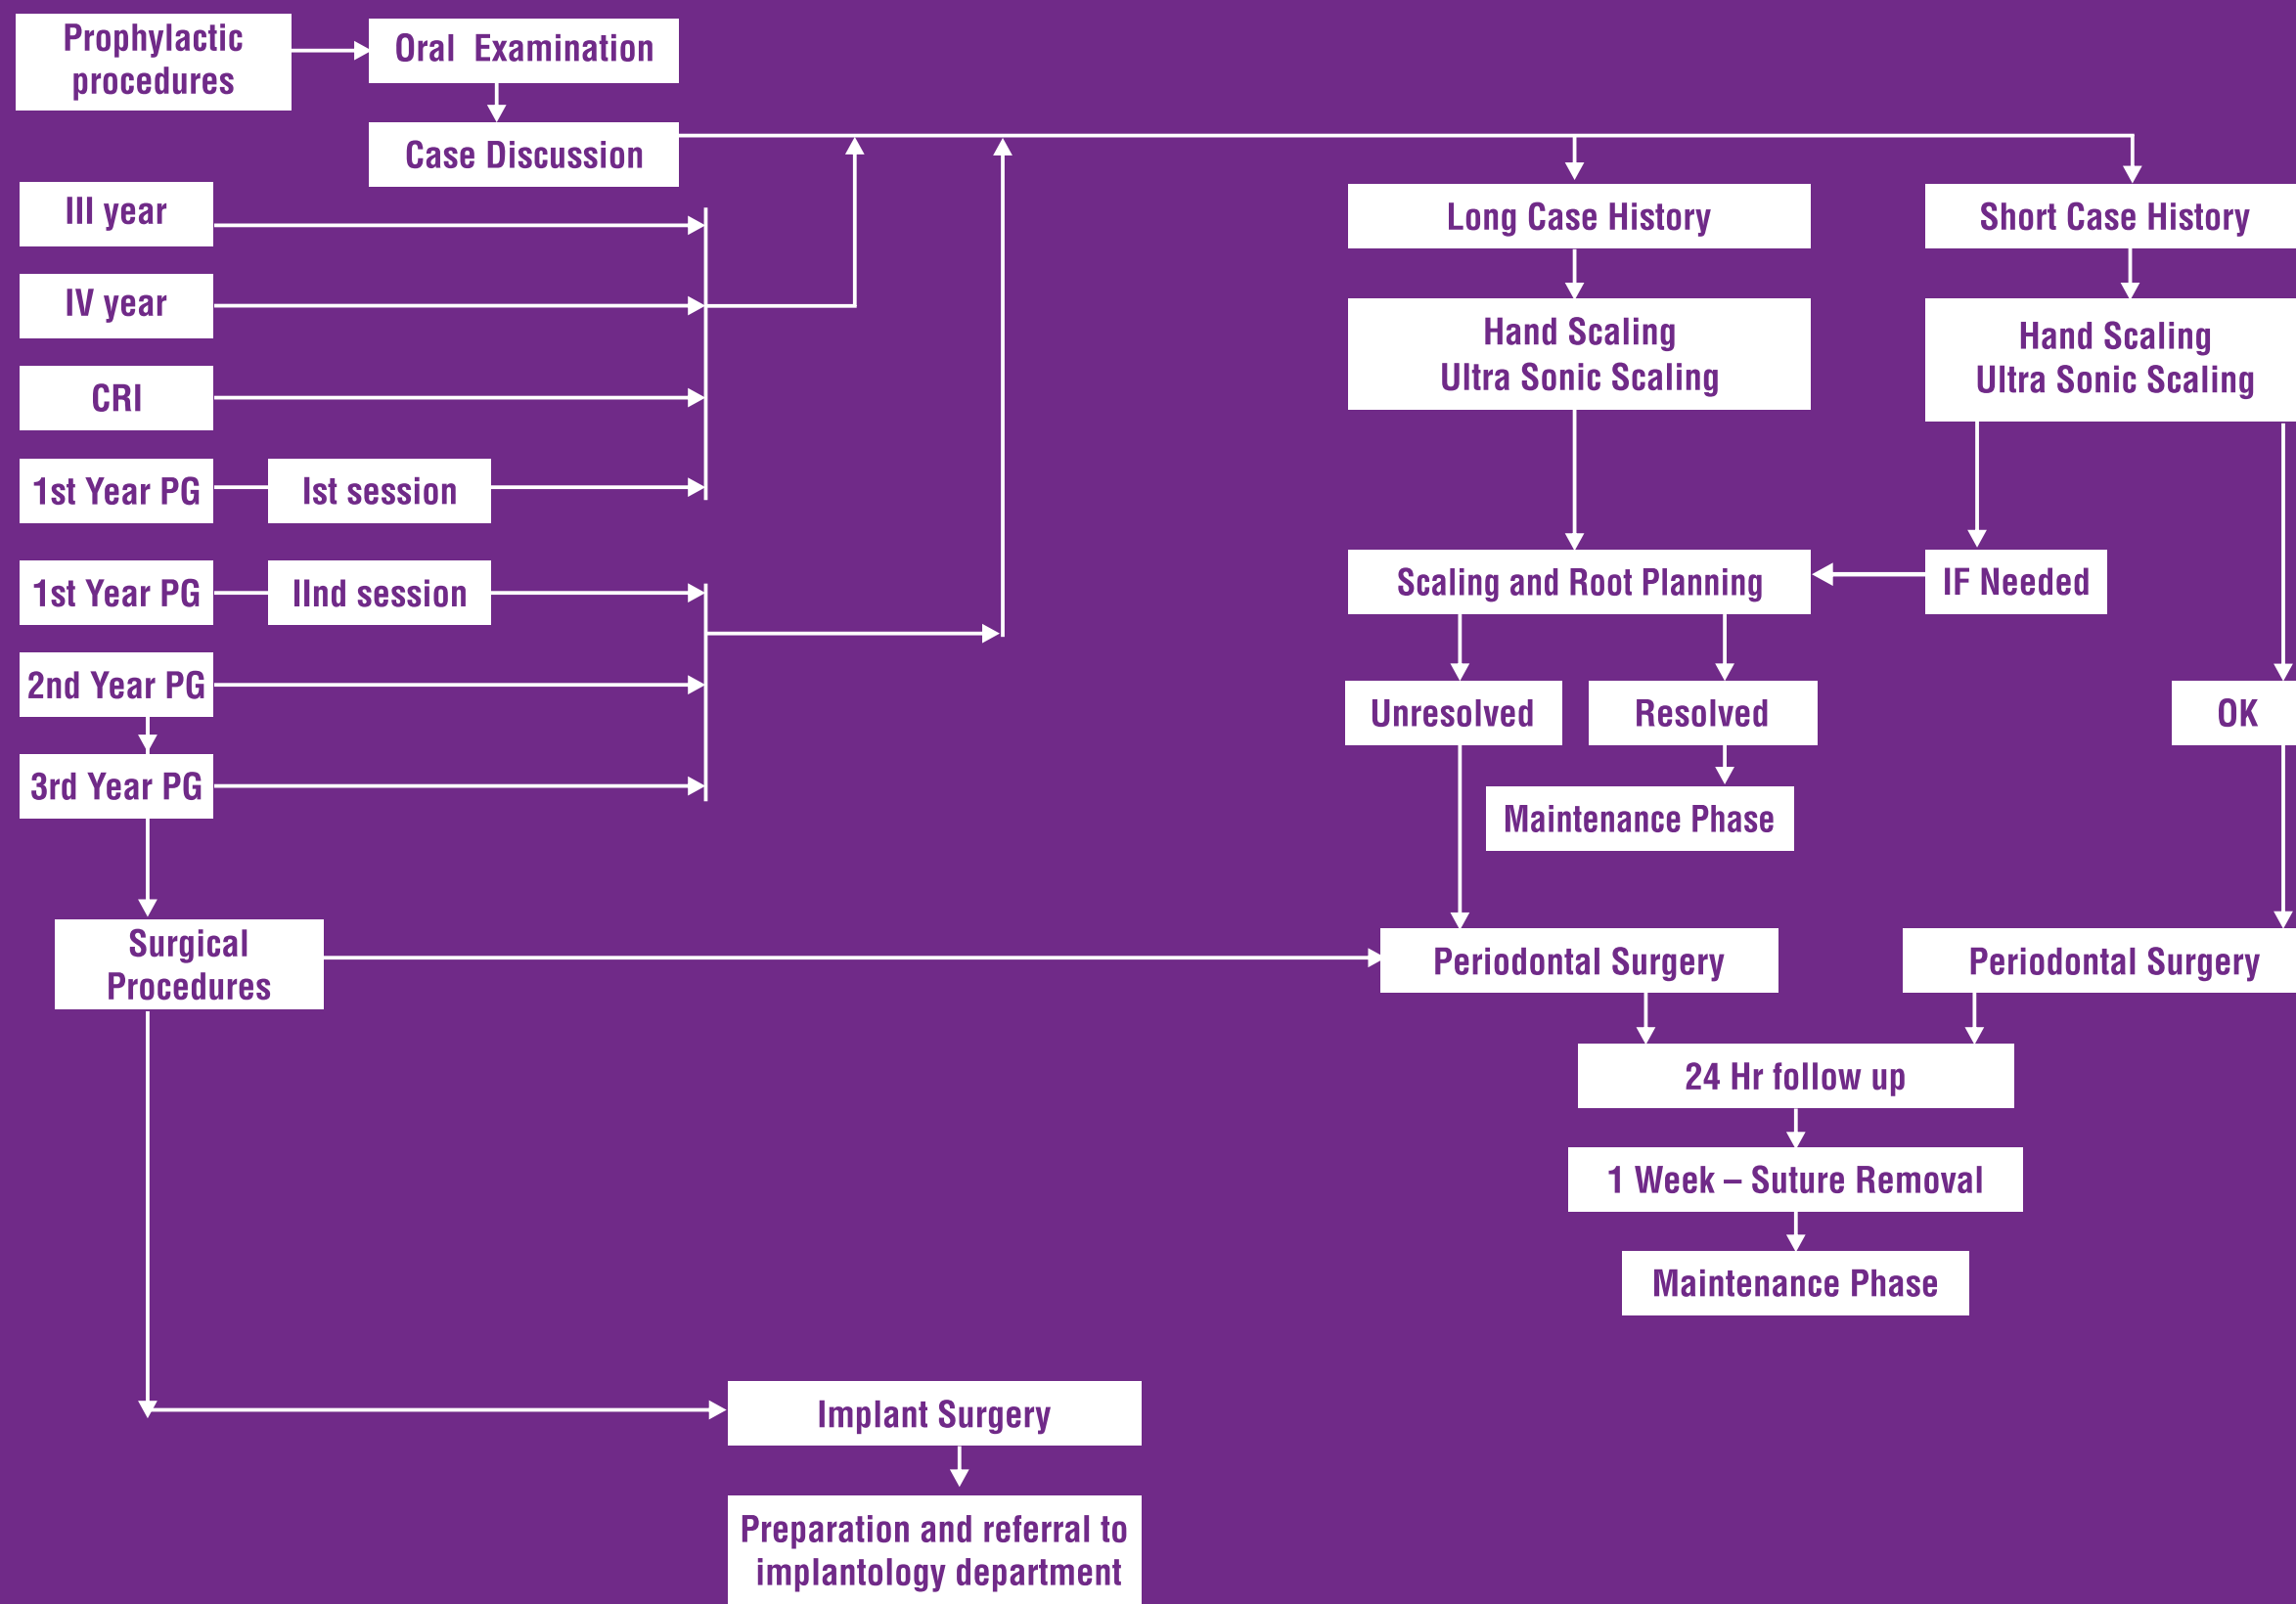 Prophylactic
procedures
Oral Examination
Case Discussion
III year
IV year
CRI
1st Year PG
Ist session
1st Year PG
IInd session
2nd Year PG
3rd Year PG
Surgical
Procedures
Long Case History
Short Case History
Hand Scaling
Ultra Sonic Scaling
Hand Scaling
Ultra Sonic Scaling
Scaling and Root Planning
IF Needed
Unresolved
Resolved
OK
Maintenance Phase
Periodontal Surgery
Periodontal Surgery
24 Hr follow up
1 Week – Suture Removal
Maintenance Phase
Implant Surgery
Preparation and referral to
implantology department